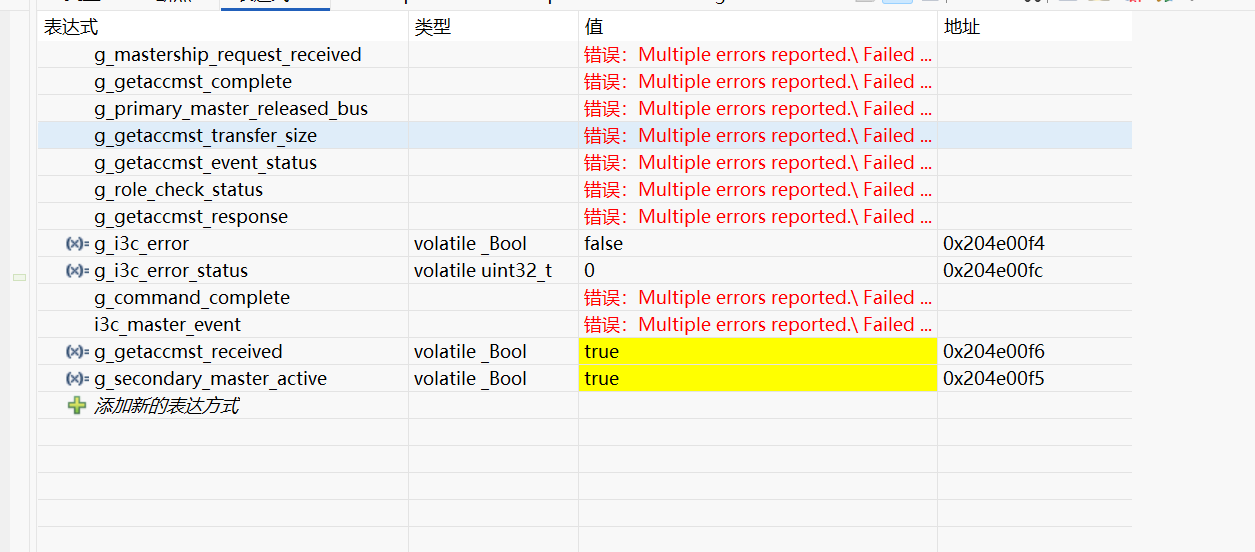 表达式 类型 值 地址
g_mastership_request_received 错误：Multiple errors reported.\ Failed ...
g_getaccmst_complete 错误：Multiple errors reported.\ Failed ...
g_primary_master_released_bus 错误：Multiple errors reported.\ Failed ...
g_getaccmst_transfer_size 错误：Multiple errors reported.\ Failed ...
g_getaccmst_event_status 错误：Multiple errors reported.\ Failed ...
g_role_check_status 错误：Multiple errors reported.\ Failed ...
g_getaccmst_response 错误：Multiple errors reported.\ Failed ...
(x)= g_i3c_error volatile _Bool false 0x204e00f4
(x)= g_i3c_error_status volatile uint32_t 0 0x204e00fc
g_command_complete 错误：Multiple errors reported.\ Failed ...
i3c_master_event 错误：Multiple errors reported.\ Failed ...
(x)= g_getaccmst_received volatile _Bool true 0x204e00f6
(x)= g_secondary_master_active volatile _Bool true 0x204e00f5
添加新的表达方式